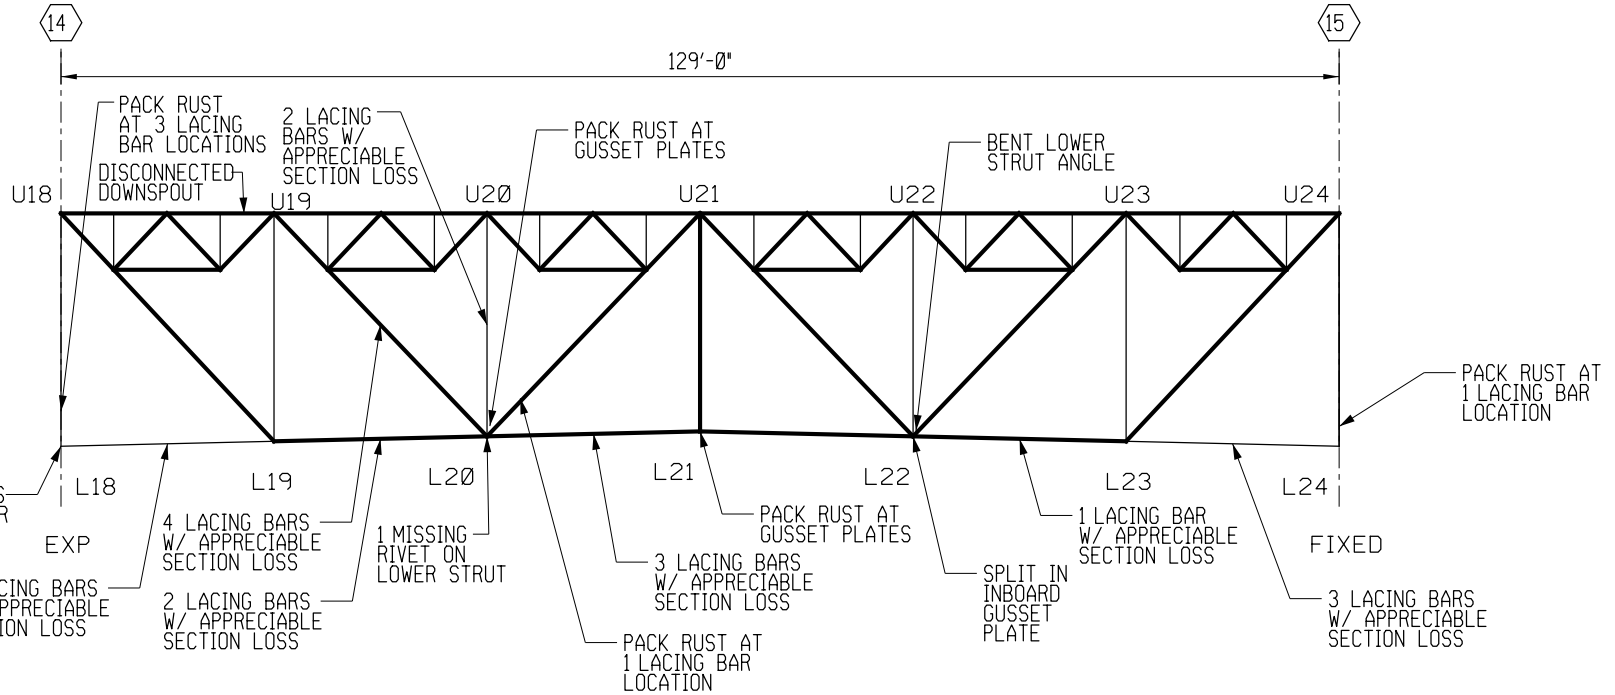 14
15
129'-0"
PACK RUST
AT 3 LACING
BAR LOCATIONS
2 LACING
BARS W/
APPRECIABLE
SECTION LOSS
PACK RUST AT
GUSSET PLATES
BENT LOWER
STRUT ANGLE
DISCONNECTED
DOWNSPOUT
U18
U19
U20
U21
U22
U23
U24
PACK RUST AT
1 LACING BAR
LOCATION
L18
L19
L20
L21
L22
L23
L24
S
R
EXP
FIXED
4 LACING BARS
W/ APPRECIABLE
SECTION LOSS
1 MISSING
RIVET ON
LOWER STRUT
PACK RUST AT
GUSSET PLATES
1 LACING BAR
W/ APPRECIABLE
SECTION LOSS
CING BARS
APPRECIABLE
ION LOSS
2 LACING BARS
W/ APPRECIABLE
SECTION LOSS
3 LACING BARS
W/ APPRECIABLE
SECTION LOSS
SPLIT IN
INBOARD
GUSSET
PLATE
3 LACING BARS
W/ APPRECIABLE
SECTION LOSS
PACK RUST AT
1 LACING BAR
LOCATION